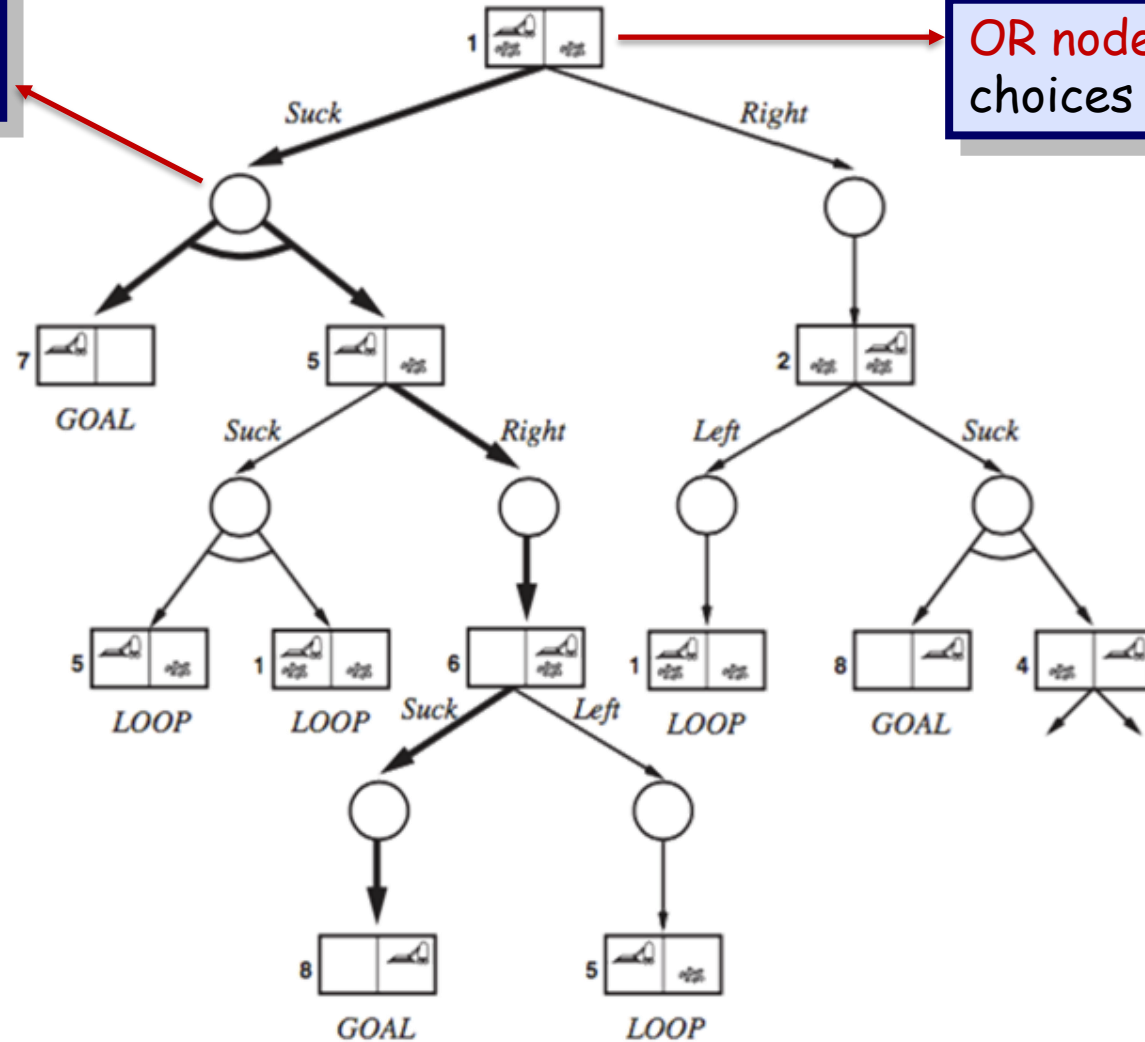 1
OR node
choices
Suck
Right
7
5
2
GOAL
Suck
Right
Left
Suck
5
1
6
1
8
4
LOOP
LOOP
Suck
Left
LOOP
GOAL
8
5
GOAL
LOOP